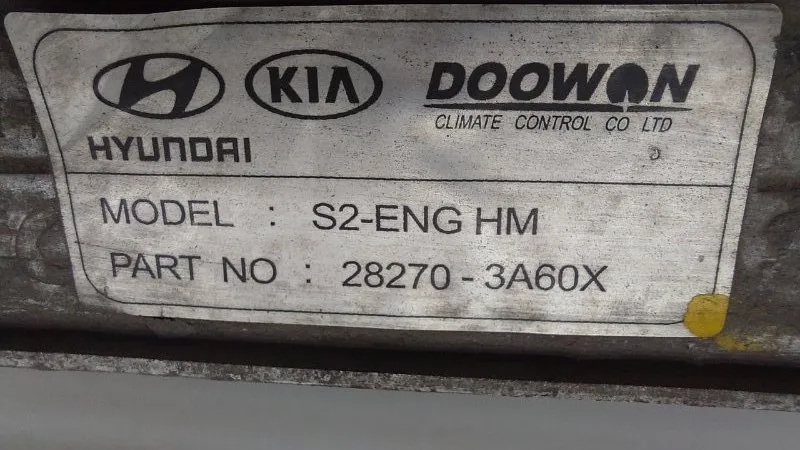 KIA DOOWON
CLIMATE CONTROL CO LTD
HYUNDAI
MODEL : S2-ENG HM
PART NO : 28270 - 3A60X